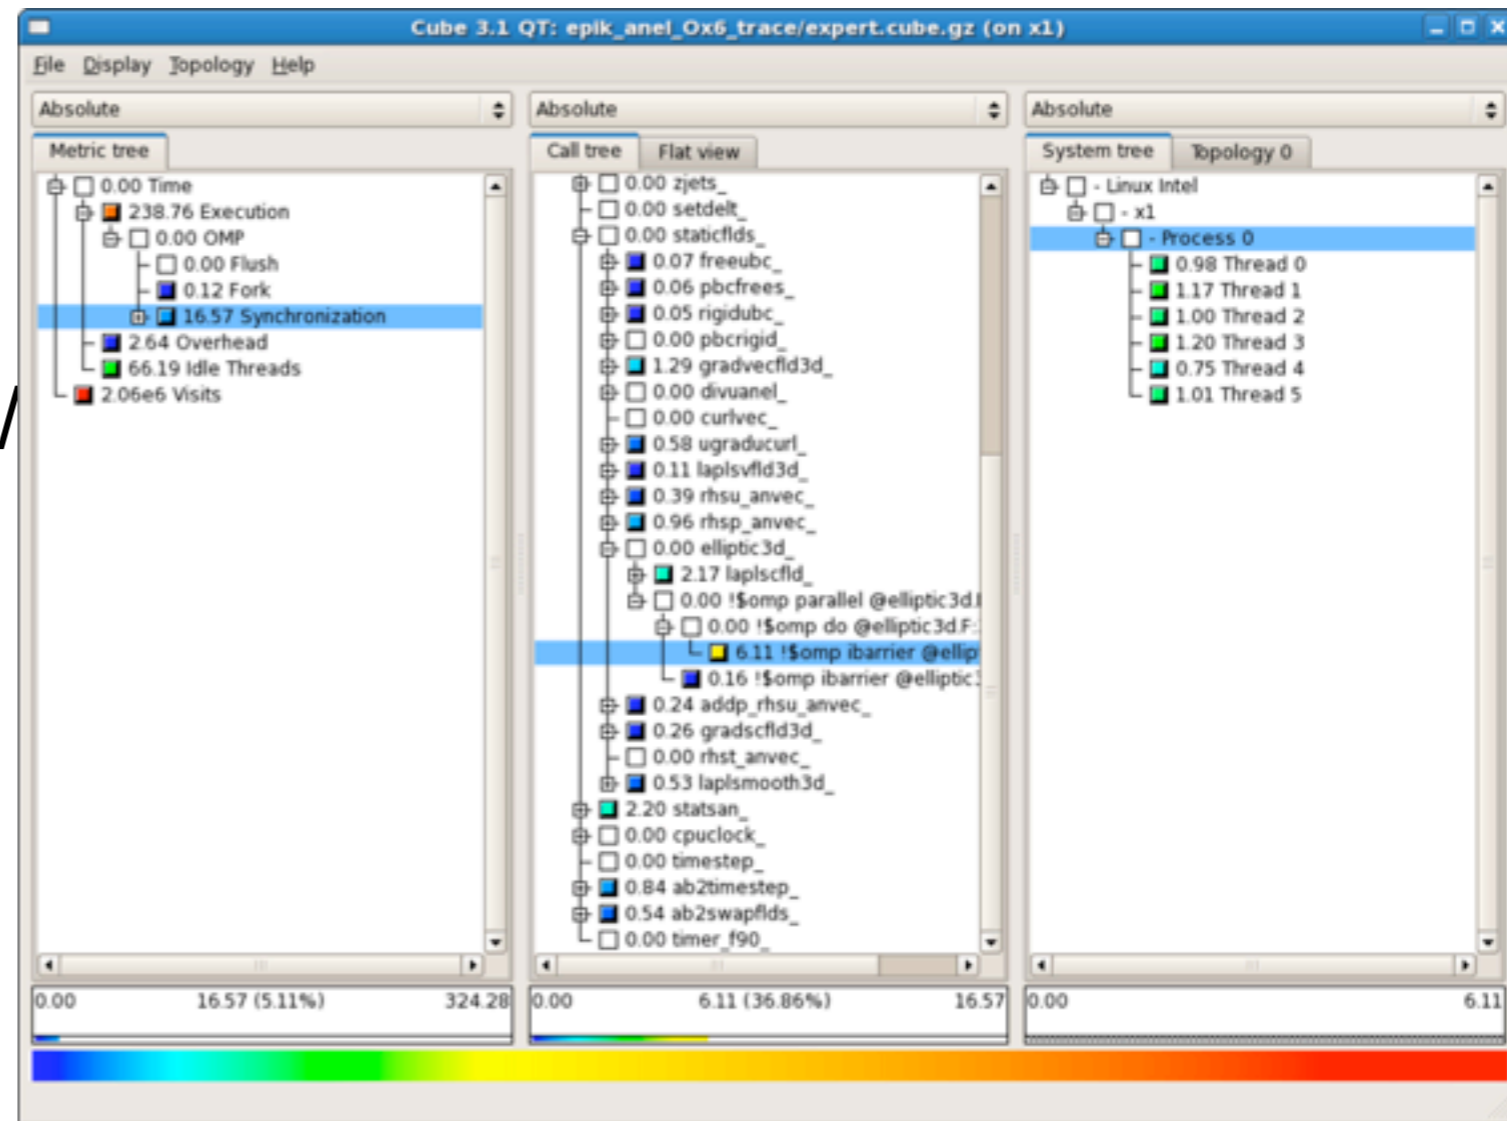 Cube 3.1 QT: epik_anel_Ox6_trace/expert.cube.gz (on x1)
File Display Topology Help
Absolute
Metric tree
0.00 Time
238.76 Execution
0.00 OMP
0.00 Flush
0.12 Fork
16.57 Synchronization
2.64 Overhead
66.19 Idle Threads
2.06e6 Visits
0.00 16.57 (5.11%) 324.28
Absolute
Call tree Flat view
0.00 zjets_
0.00 setdelt_
0.00 staticflds_
0.07 freeubc_
0.06 pbcfrees_
0.05 rigidubc_
0.00 pbcrigid_
1.29 gradvecfld3d_
0.00 divuanel_
0.00 curlvec_
0.58 ugraducurl_
0.11 laplsvfld3d_
0.39 rhsu_anvec_
0.96 rhsp_anvec_
0.00 elliptic3d_
2.17 laplscfld_
0.00 !$omp parallel @elliptic3d.
0.00 !$omp do @elliptic3d.F:
6.11 !$omp ibarrier @ellip
0.16 !$omp ibarrier @elliptic
0.24 addp_rhsu_anvec_
0.26 gradscfld3d_
0.00 rhst_anvec_
0.53 laplsmooth3d_
2.20 statsan_
0.00 cpuclock_
0.00 timestep_
0.84 ab2timestep_
0.54 ab2swapflds_
0.00 timer_f90_
0.00 6.11 (36.86%) 16.57
Absolute
System tree Topology 0
- Linux Intel
- x1
- Process 0
0.98 Thread 0
1.17 Thread 1
1.00 Thread 2
1.20 Thread 3
0.75 Thread 4
1.01 Thread 5
0.00 6.11